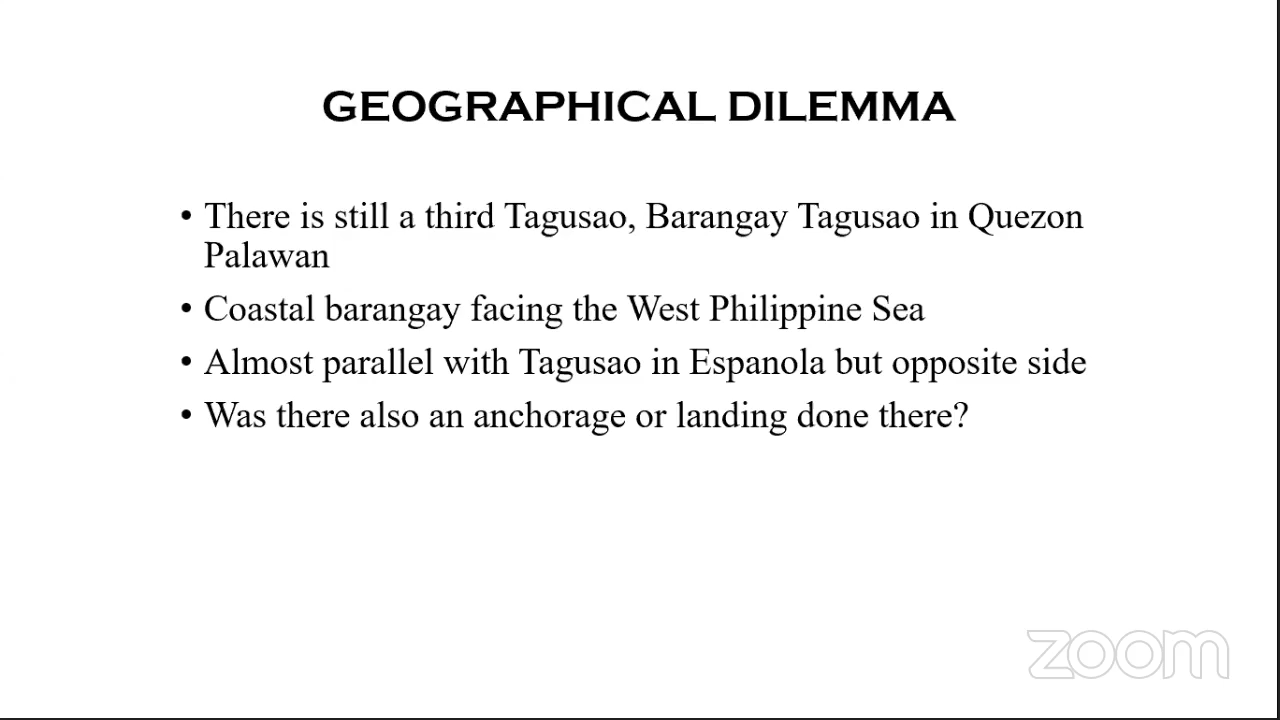 GEOGRAPHICAL DILEMMA
• There is still a third Tagusao, Barangay Tagusao in Quezon
Palawan
• Coastal barangay facing the West Philippine Sea
• Almost parallel with Tagusao in Espanola but opposite side
• Was there also an anchorage or landing done there?
zoom